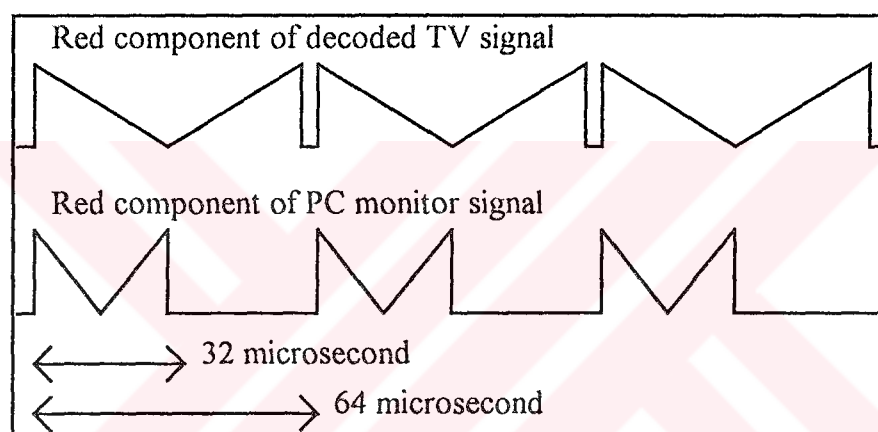 Red component of decoded TV signal
Red component of PC monitor signal
32 microsecond
64 microsecond